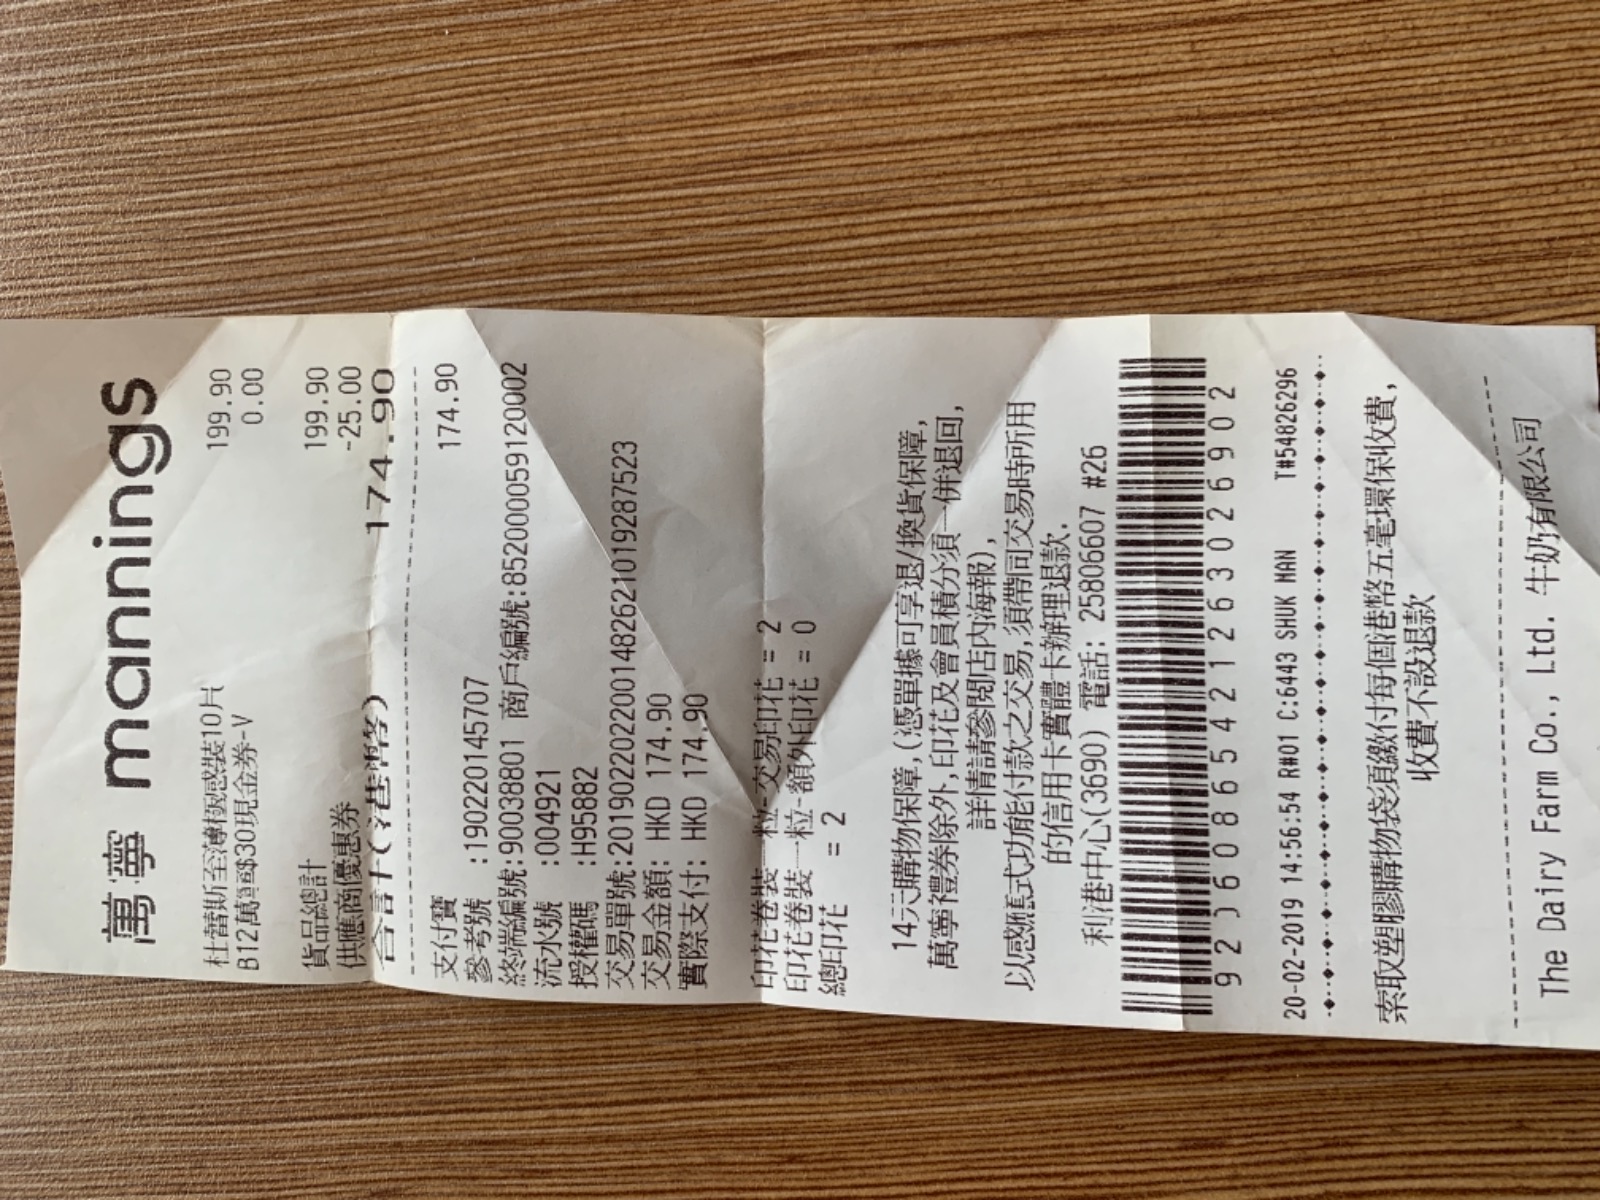 萬寧 mannings
杜蕾斯至薄極感裝10片 199.90
B12萬寧$30現金券-V 0.00
貨品總計 199.90
供應商優惠券 -25.00
合計(港幣) 174.90
支付寶 174.90
參考號 :190220145707
終端編號:90038801 商戶編號:852000059120002
流水號 :004921
授權碼 :H95882
交易單號:2019022022001482621019287523
交易金額: HKD 174.90
實際支付: HKD 174.90
印花卷裝一粒-交易印花 = 2
印花卷裝一粒-額外印花 = 0
總印花 = 2
14天購物保障,(憑單據可享退/換貨保障,
萬寧禮券除外,印花及會員積分須一併退回,
詳情請參閱店內海報),
以感應式功能付款之交易,須帶同交易時所用
的信用卡實體卡辦理退款.
利港中心(3690) 電話: 25806607 #26
9206086542126302690２
20-02-2019 14:56:54 R#01 C:6443 SHUK MAN T#54826296
索取塑膠購物袋須繳付每個港幣五毫環保收費,
收費不設退款
The Dairy Farm Co., Ltd. 牛奶有限公司